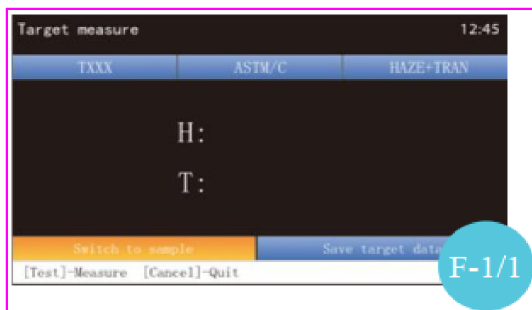 Target measure 12:45
TXXX ASTM/C HAZE+TRAN
H:
T:
Switch to sample Save target data
[Test]-Measure [Cancel]-Quit
F-1/1